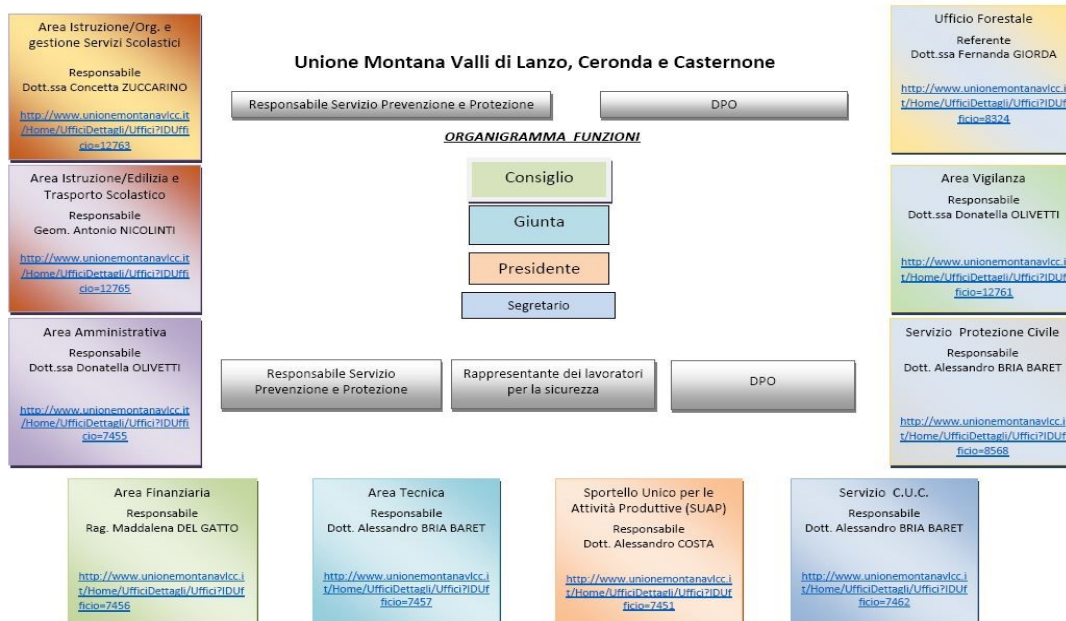 Area Istruzione/Org. e
gestione Servizi Scolastici
Responsabile
Dott.ssa Concetta ZUCCARINO
http://www.unionemontanavlcc.it
/Home/UfficiDettagli/Uffici?IDUffi
cio=12763
Unione Montana Valli di Lanzo, Ceronda e Casternone
Responsabile Servizio Prevenzione e Protezione
DPO
ORGANIGRAMMA FUNZIONI
Ufficio Forestale
Referente
Dott.ssa Fernanda GIORDA
http://www.unionemontanavlcc.i
t/Home/UfficiDettagli/Uffici?IDUf
ficio=8324
Area Istruzione/Edilizia e
Trasporto Scolastico
Responsabile
Geom. Antonio NICOLINTI
http://www.unionemontanavlcc.it
/Home/UfficiDettagli/Uffici?IDUffi
cio=12765
Consiglio
Giunta
Presidente
Segretario
Area Vigilanza
Responsabile
Dott.ssa Donatella OLIVETTI
http://www.unionemontanavlcc.i
t/Home/UfficiDettagli/Uffici?IDUf
ficio=12761
Area Amministrativa
Responsabile
Dott.ssa Donatella OLIVETTI
http://www.unionemontanavlcc.it
/Home/UfficiDettagli/Uffici?IDUffi
cio=7455
Responsabile Servizio
Prevenzione e Protezione
Rappresentante dei lavoratori
per la sicurezza
DPO
Servizio Protezione Civile
Responsabile
Dott. Alessandro BRIA BARET
http://www.unionemontanavlcc.i
t/Home/UfficiDettagli/Uffici?IDUf
ficio=8568
Area Finanziaria
Responsabile
Rag. Maddalena DEL GATTO
http://www.unionemontanavlcc.i
t/Home/UfficiDettagli/Uffici?IDUf
ficio=7456
Area Tecnica
Responsabile
Dott. Alessandro BRIA BARET
http://www.unionemontanavlcc.i
t/Home/UfficiDettagli/Uffici?IDUf
ficio=7457
Sportello Unico per le
Attività Produttive (SUAP)
Responsabile
Dott. Alessandro COSTA
http://www.unionemontanavlcc.i
t/Home/UfficiDettagli/Uffici?IDUf
ficio=7451
Servizio C.U.C.
Responsabile
Dott. Alessandro BRIA BARET
http://www.unionemontanavlcc.i
t/Home/UfficiDettagli/Uffici?IDUf
ficio=7462